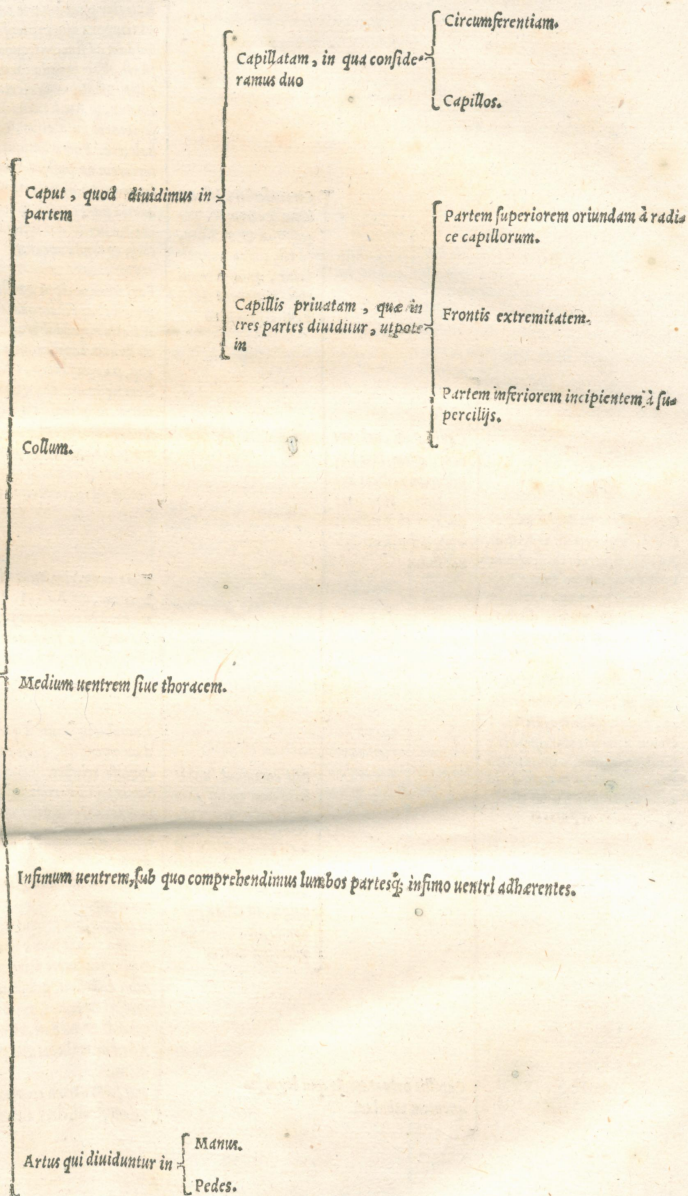 Circumferentiam.
Capillatam, in qua conside-
ramus duo
Capillos.
Caput, quod diuidimus in
partem
Partem superiorem oriundam à radi-
ce capillorum.
Capillis priuatam, quæ in
tres partes diuiditur, utpote
in
Frontis extremitatem.
Partem inferiorem incipientem à su-
percilijs.
Collum.
Medium uentrem siue thoracem.
Infimum uentrem, sub quo comprehendimus lumbos partesq; infimo uentri adhærentes.
Artus qui diuiduntur in
Manus.
Pedes.